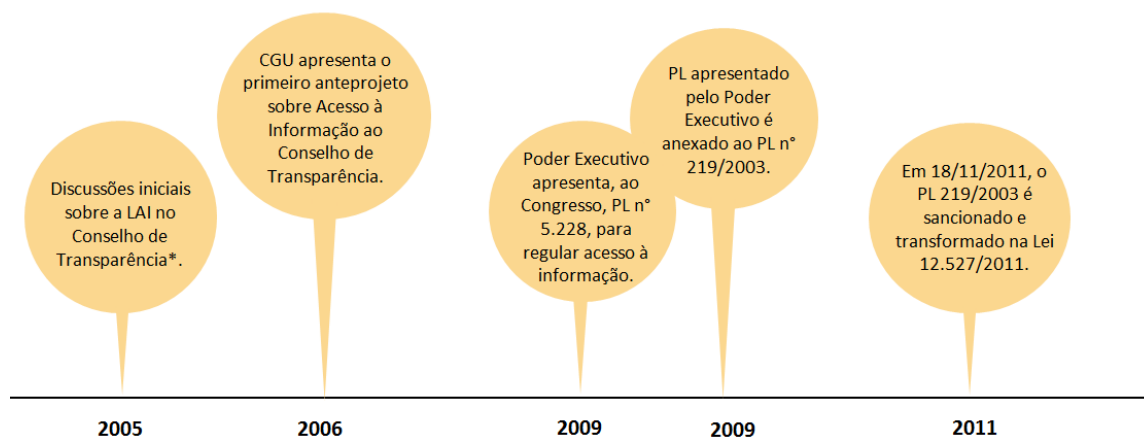 Discussões iniciais
sobre a LAI no
Conselho de
Transparência*.
CGU apresenta o
primeiro anteprojeto
sobre Acesso à
Informação ao
Conselho de
Transparência.
Poder Executivo
apresenta, ao
Congresso, PL n°
5.228, para
regular acesso à
informação.
PL apresentado
pelo Poder
Executivo é
anexado ao PL n°
219/2003.
Em 18/11/2011, o
PL 219/2003 é
sancionado e
transformado na Lei
12.527/2011.
2005
2006
2009
2009
2011